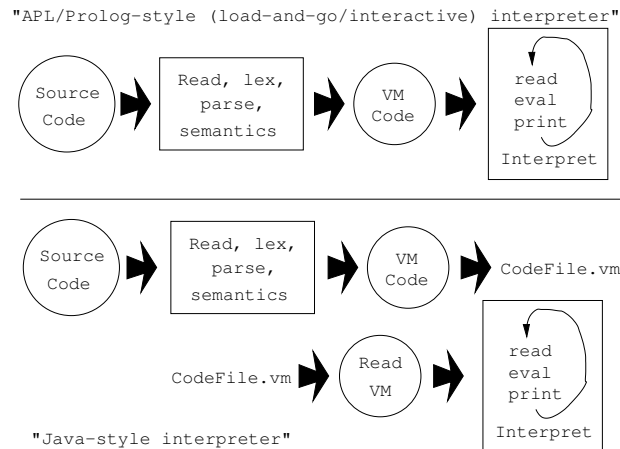 "APL/Prolog-style (load-and-go/interactive) interpreter"
Source
Code
Read, lex,
parse,
semantics
VM
Code
read
eval
print
Interpret
Source
Code
Read, lex,
parse,
semantics
VM
Code
CodeFile.vm
CodeFile.vm
Read
VM
read
eval
print
Interpret
"Java-style interpreter"